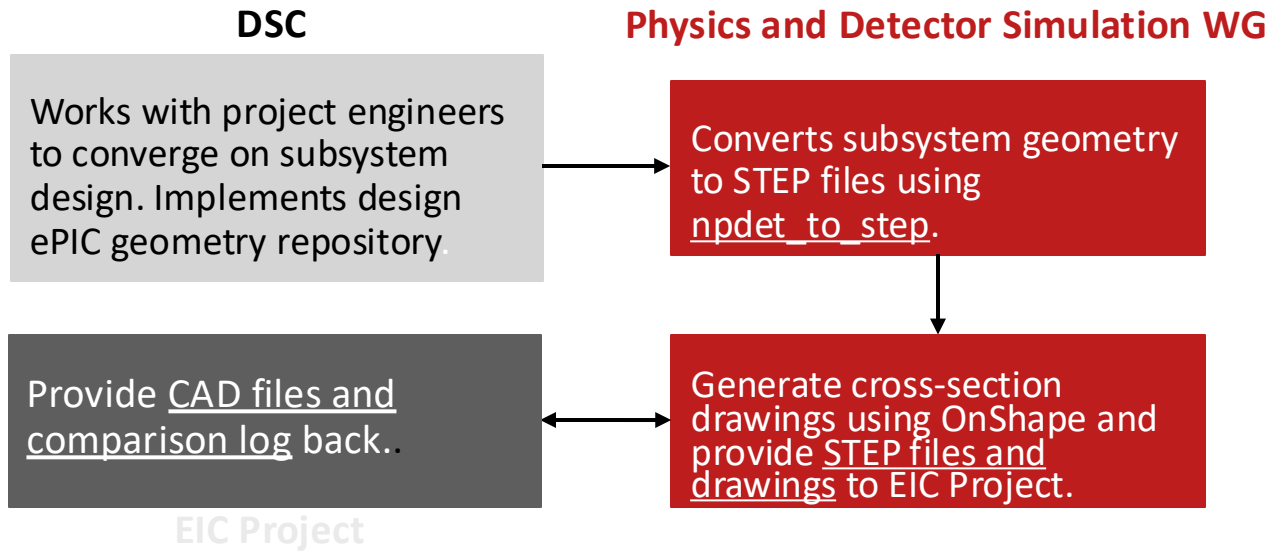 DSC
Physics and Detector Simulation WG
Works with project engineers
to converge on subsystem
design. Implements design
ePIC geometry repository.
Converts subsystem geometry
to STEP files using
npdet_to_step.
Provide CAD files and
comparison log back..
Generate cross-section
drawings using OnShape and
provide STEP files and
drawings to EIC Project.
EIC Project